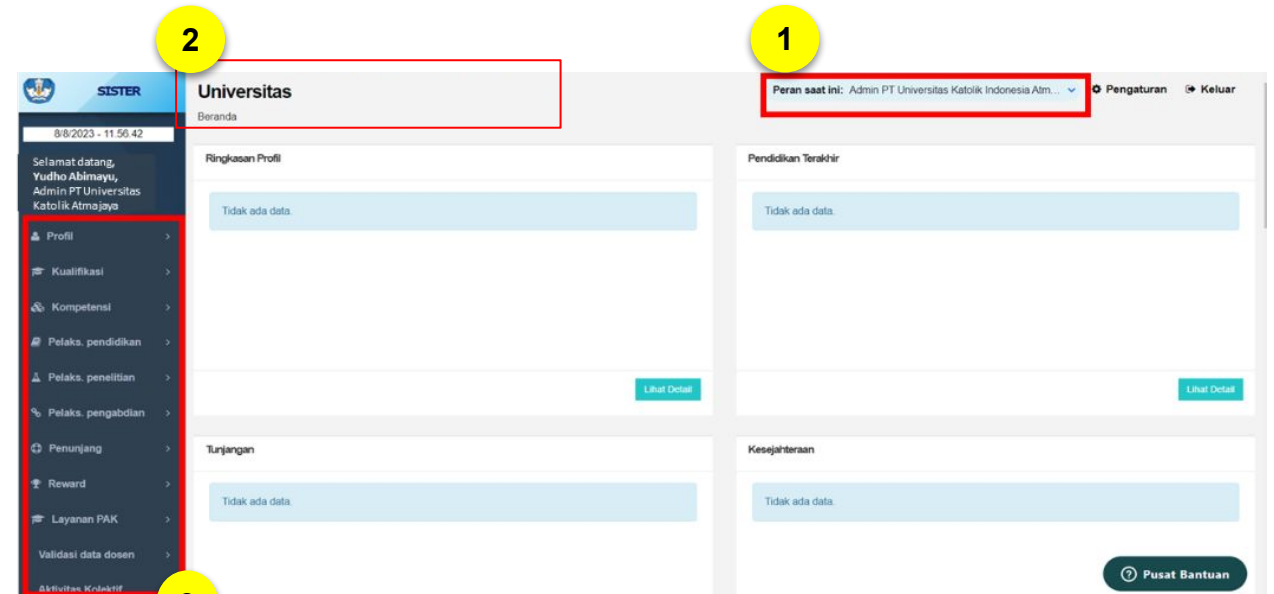 2
1
SISTER
Universitas
Peran saat ini: Admin PT Universitas Katolik Indonesia Atm...
Pengaturan
Keluar
Beranda
8/8/2023 - 11.56.42
Selamat datang,
Yudho Abimayu,
Admin PT Universitas
Katolik Atmajaya
Ringkasan Profil
Pendidikan Terakhir
Tidak ada data.
Tidak ada data.
Profil
Kualifikasi
Kompetensi
Pelaks. pendidikan
Pelaks. penelitian
Lihat Detail
Lihat Detail
Pelaks. pengabdian
Penunjang
Tunjangan
Kesejahteraan
Reward
Tidak ada data.
Tidak ada data.
Layanan PAK
Validasi data dosen
Pusat Bantuan
Aktivitas Kolektif